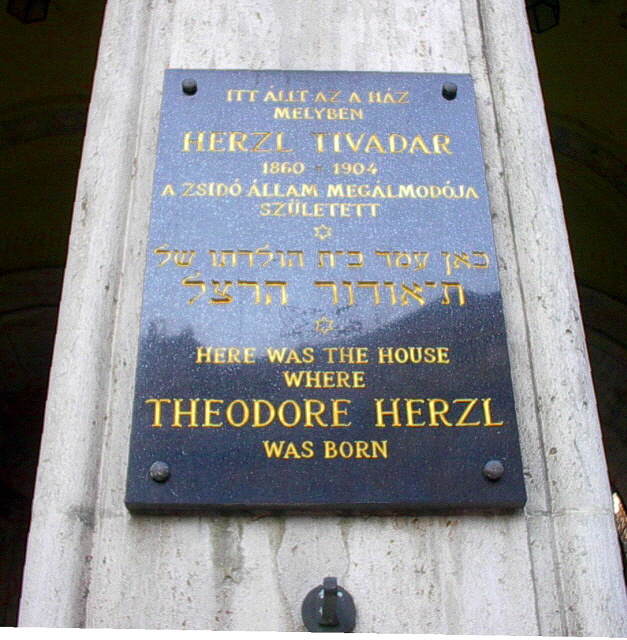 ITT ÁLLT AZ A HÁZ
MELYBEN
HERZL TIVADAR
1860 - 1904
A ZSIDÓ ÁLLAM MEGÁLMODÓJA
SZÜLETETT
כאן עמד בית הולדתו של
תיאודור הרצל
HERE WAS THE HOUSE
WHERE
THEODORE HERZL
WAS BORN